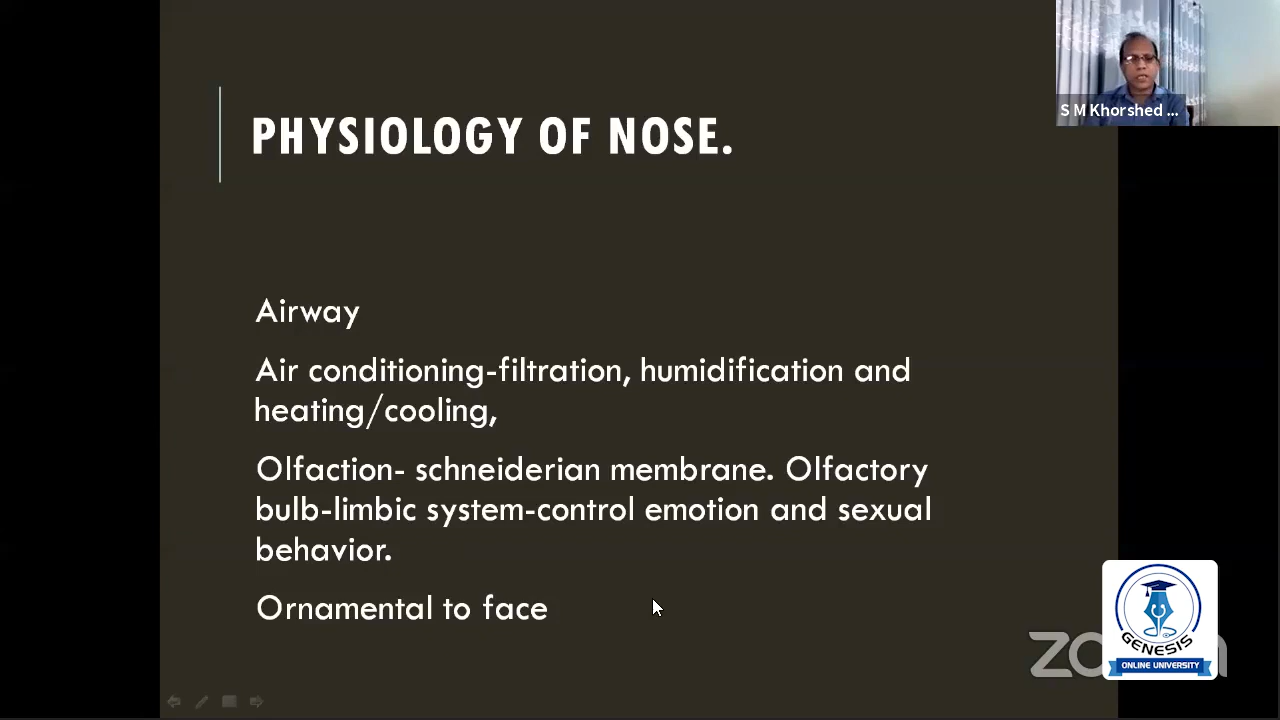 S M Khorshed ...
PHYSIOLOGY OF NOSE.
Airway
Air conditioning-filtration, humidification and
heating/cooling,
Olfaction- schneiderian membrane. Olfactory
bulb-limbic system-control emotion and sexual
behavior.
Ornamental to face
GENESIS
ONLINE UNIVERSITY